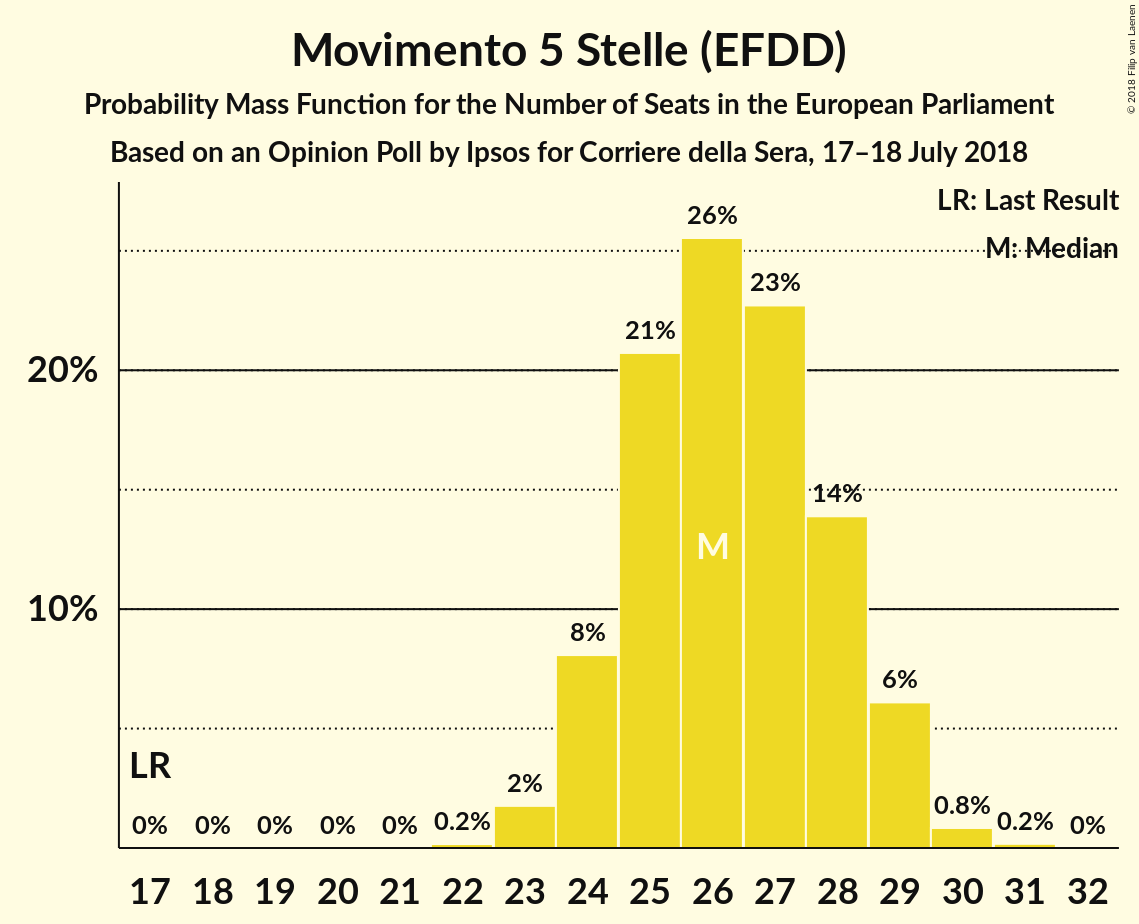 Movimento 5 Stelle (EFDD)
Probability Mass Function for the Number of Seats in the European Parliament
Based on an Opinion Poll by Ipsos for Corriere della Sera, 17–18 July 2018
© 2018 Filip van Laenen
LR: Last Result
M: Median
26%
23%
21%
20%
14%
M
10%
8%
6%
LR
2%
0% 0% 0% 0% 0% 0.2% 0.8% 0.2% 0%
17 18 19 20 21 22 23 24 25 26 27 28 29 30 31 32